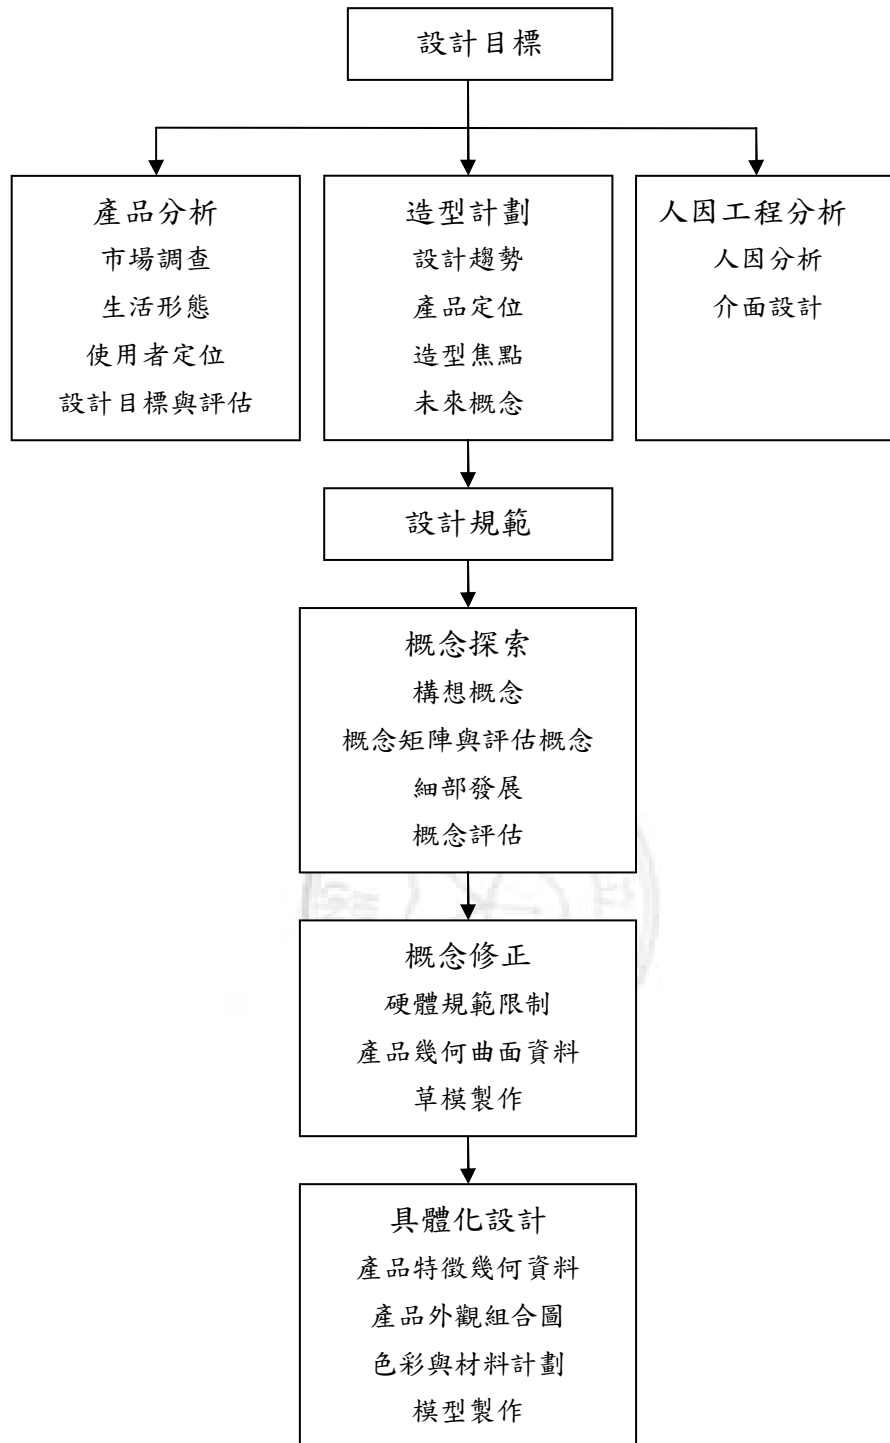 設計目標
產品分析
市場調查
生活形態
使用者定位
設計目標與評估
造型計劃
設計趨勢
產品定位
造型焦點
未來概念
人因工程分析
人因分析
介面設計
設計規範
概念探索
構想概念
概念矩陣與評估概念
細部發展
概念評估
概念修正
硬體規範限制
產品幾何曲面資料
草模製作
具體化設計
產品特徵幾何資料
產品外觀組合圖
色彩與材料計劃
模型製作